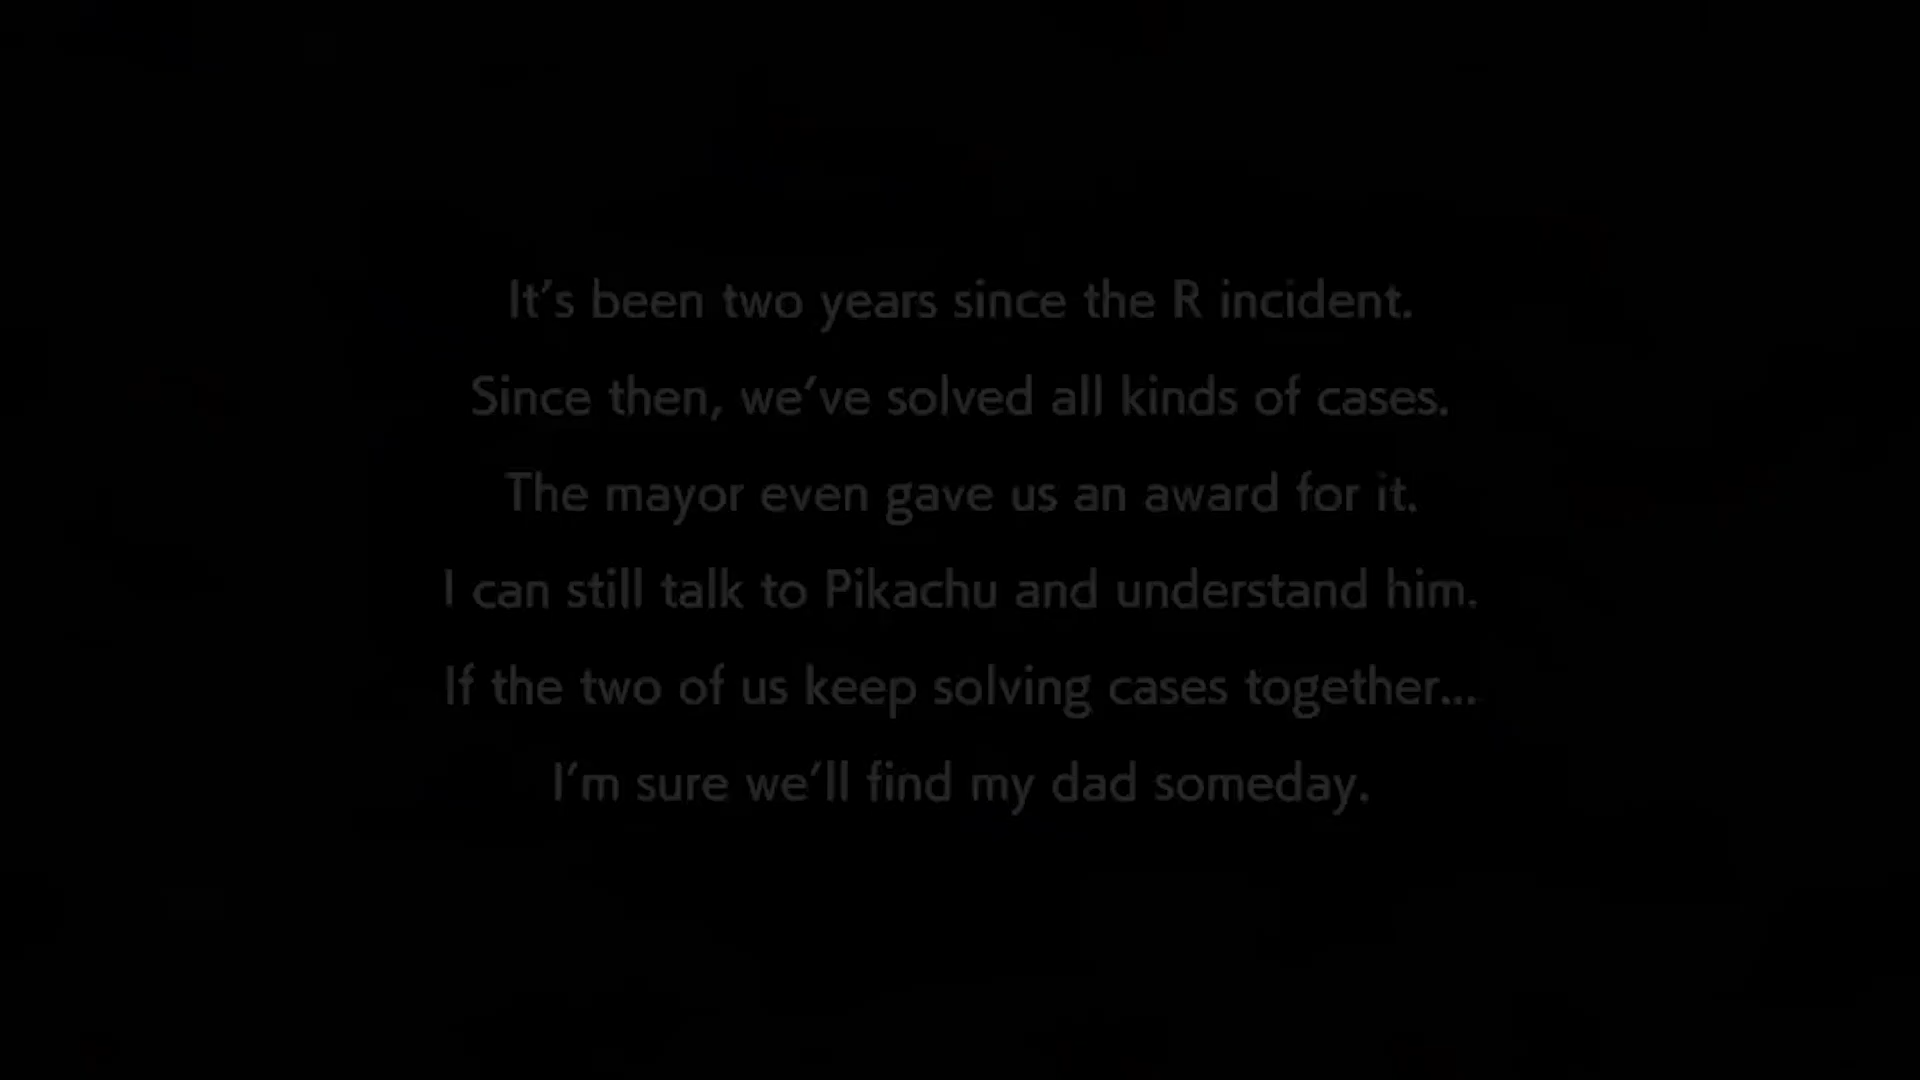 It's been two years since the R incident.
Since then, we've solved all kinds of cases.
The mayor even gave us an award for it.
I can still talk to Pikachu and understand him.
If the two of us keep solving cases together...
I'm sure we'll find my dad someday.